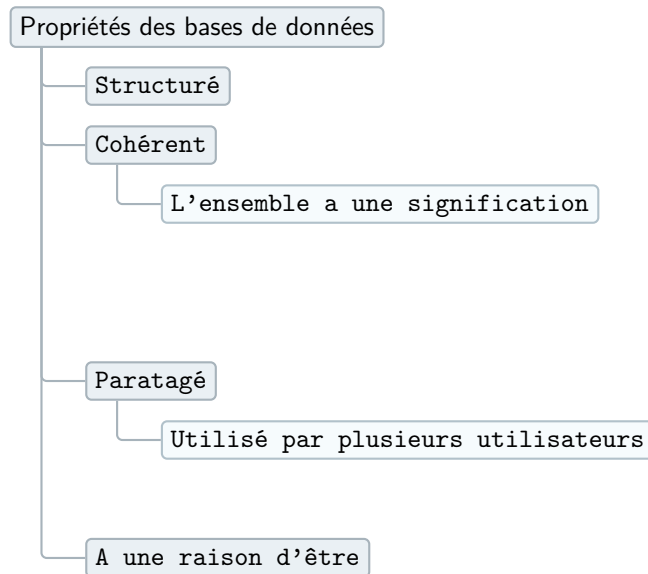 Propriétés des bases de données
Structuré
Cohérent
L'ensemble a une signification
Paratagé
Utilisé par plusieurs utilisateurs
A une raison d'être